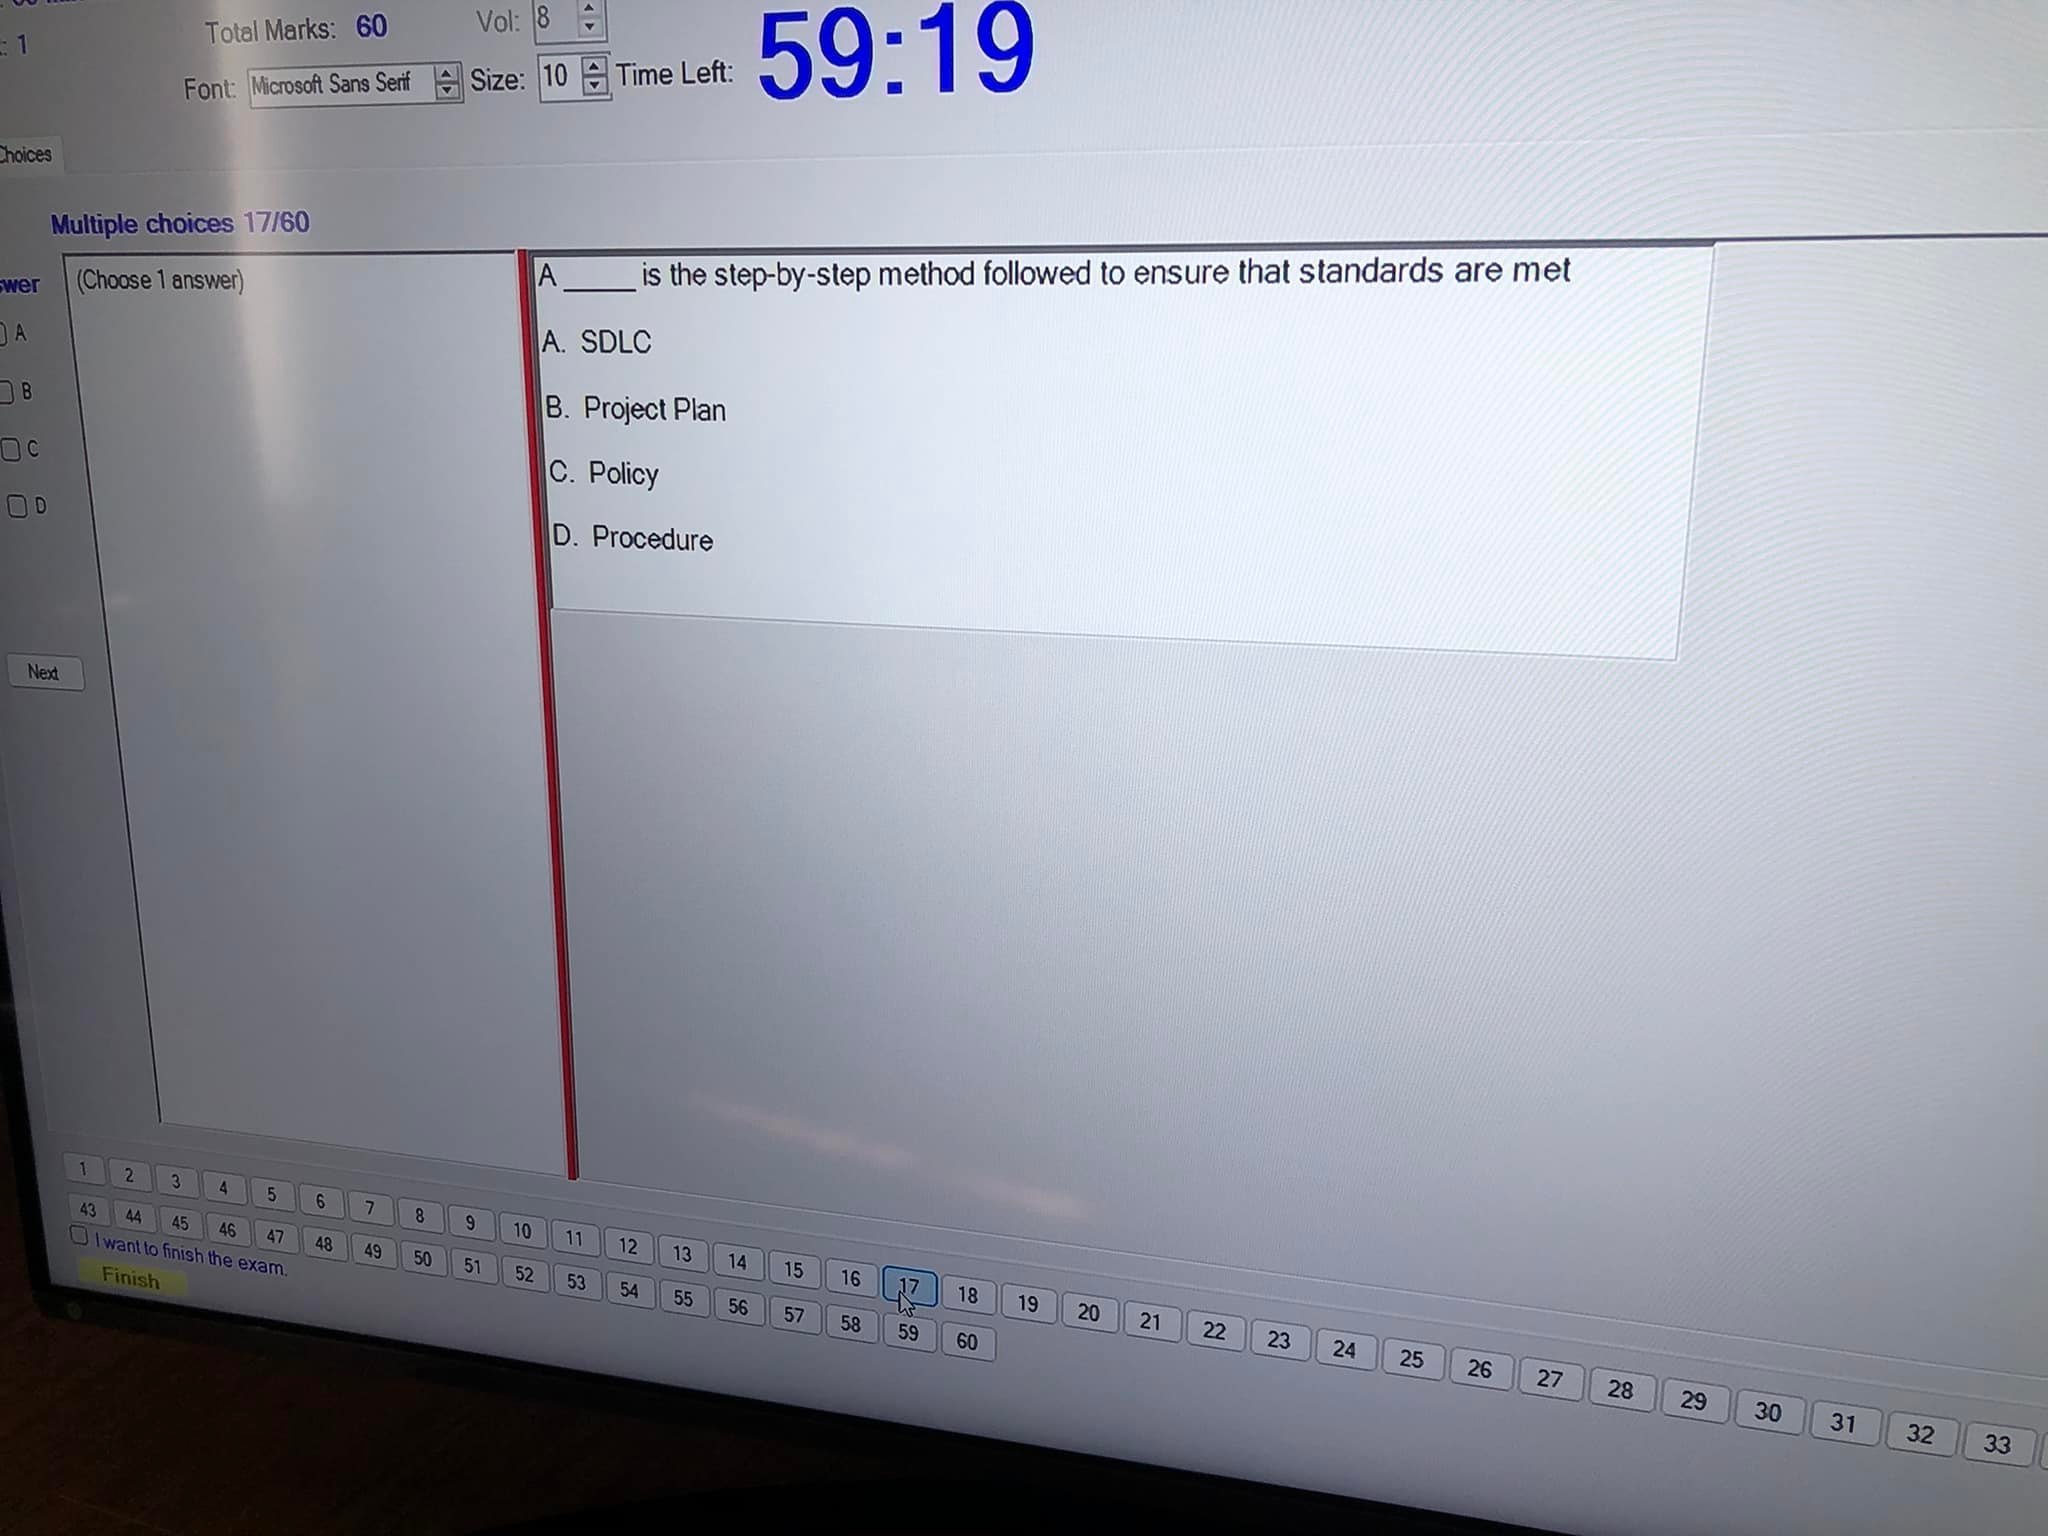 : 1
Total Marks: 60
Vol: 8
Font: Microsoft Sans Serif Size: 10 Time Left: 59:19
Choices
Multiple choices 17/60
(Choose 1 answer)
A
B
C
D
Next
A_____ is the step-by-step method followed to ensure that standards are met
A. SDLC
B. Project Plan
C. Policy
D. Procedure
1 2 3 4 5 6 7 8 9 10 11 12 13 14 15 16 17 18 19 20 21 22 23 24 25 26 27 28 29 30 31 32 33
43 44 45 46 47 48 49 50 51 52 53 54 55 56 57 58 59 60
I want to finish the exam.
Finish